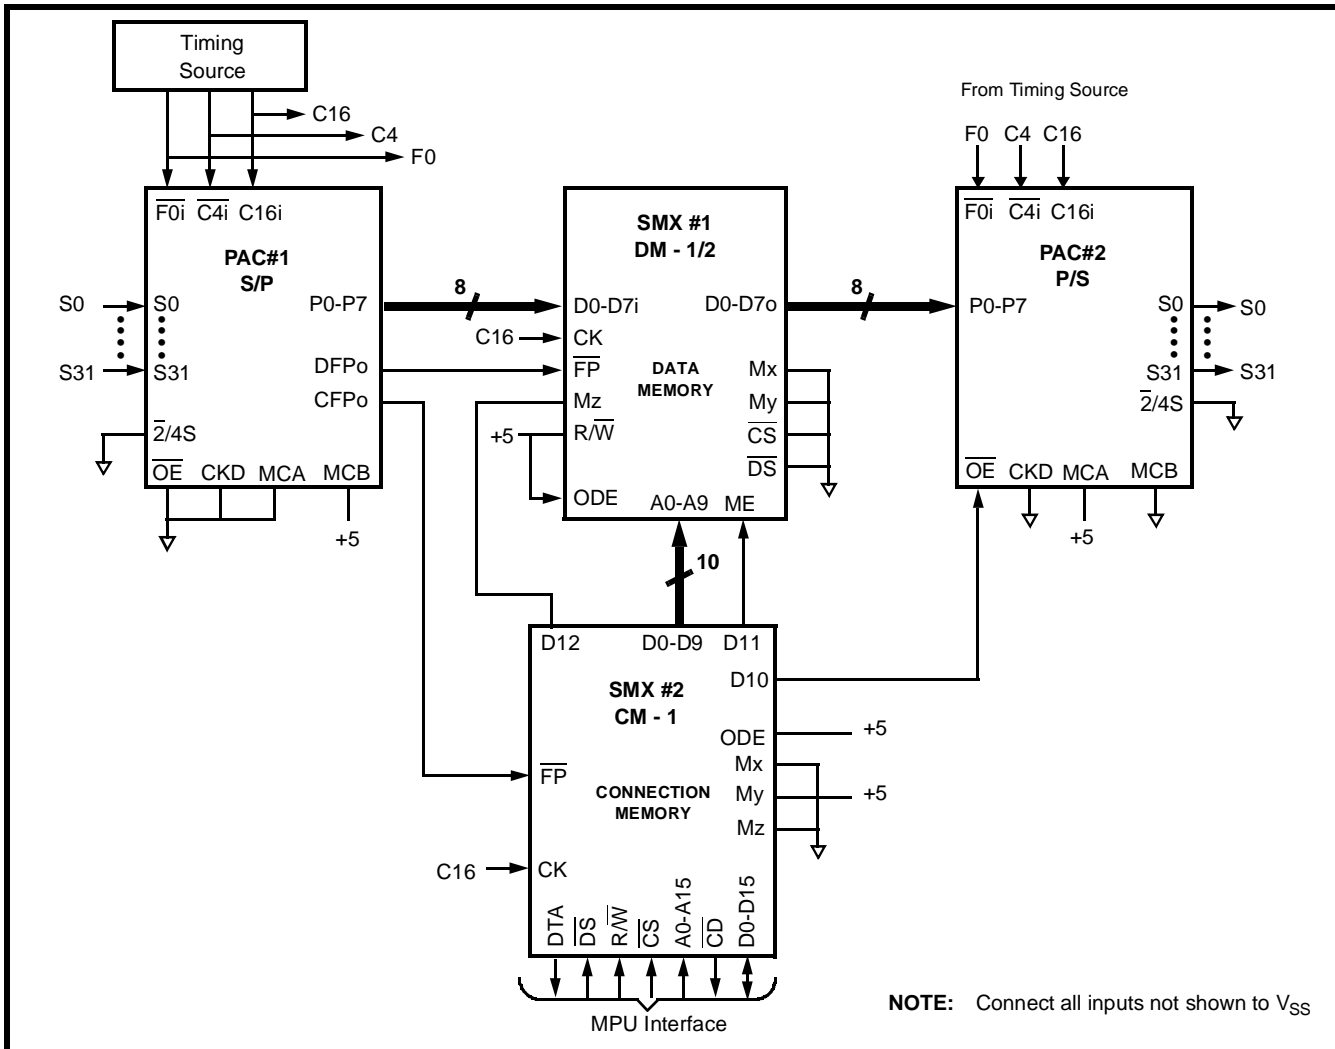 Timing
Source
C16
C4
F0
From Timing Source
F0 C4 C16
F0i C4i C16i
PAC#1
S/P
S0
S0
P0-P7
S31
S31
DFPo
CFPo
2/4S
OE CKD MCA MCB
+5
8
SMX #1
DM - 1/2
D0-D7i
D0-D7o
C16
CK
FP
DATA
MEMORY
Mx
Mz
My
+5
R/W
CS
DS
ODE
A0-A9 ME
8
F0i C4i C16i
PAC#2
P/S
P0-P7
S0
S0
S31
S31
2/4S
OE CKD MCA MCB
+5
10
D12 D0-D9 D11
D10
SMX #2
CM - 1
ODE
+5
FP
Mx
CONNECTION
MEMORY
My
+5
Mz
C16
CK
DTA
DS
R/W
CS
A0-A15
CD
D0-D15
MPU Interface
NOTE: Connect all inputs not shown to VSS